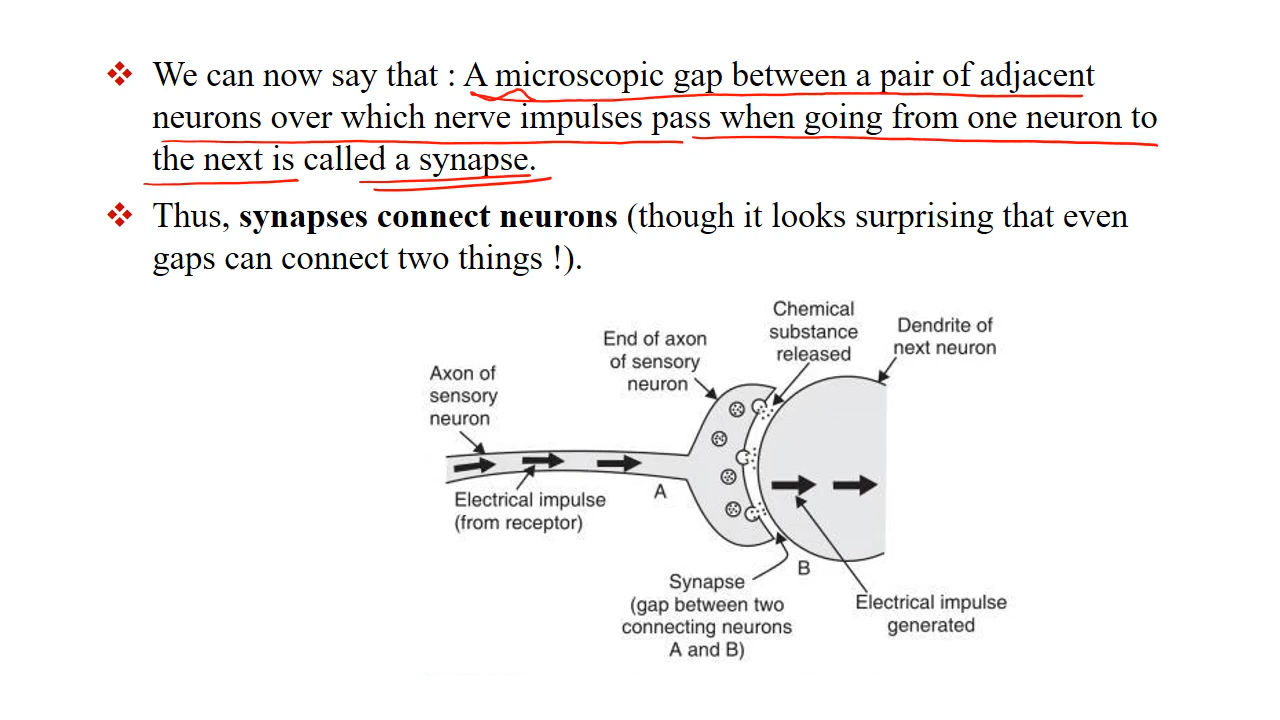 We can now say that : A microscopic gap between a pair of adjacent
neurons over which nerve impulses pass when going from one neuron to
the next is called a synapse.
Thus, synapses connect neurons (though it looks surprising that even
gaps can connect two things !).
Chemical
substance
released
End of axon
of sensory
neuron
Dendrite of
next neuron
Axon of
sensory
neuron
Electrical impulse
(from receptor)
A
B
Synapse
(gap between two
connecting neurons
A and B)
Electrical impulse
generated